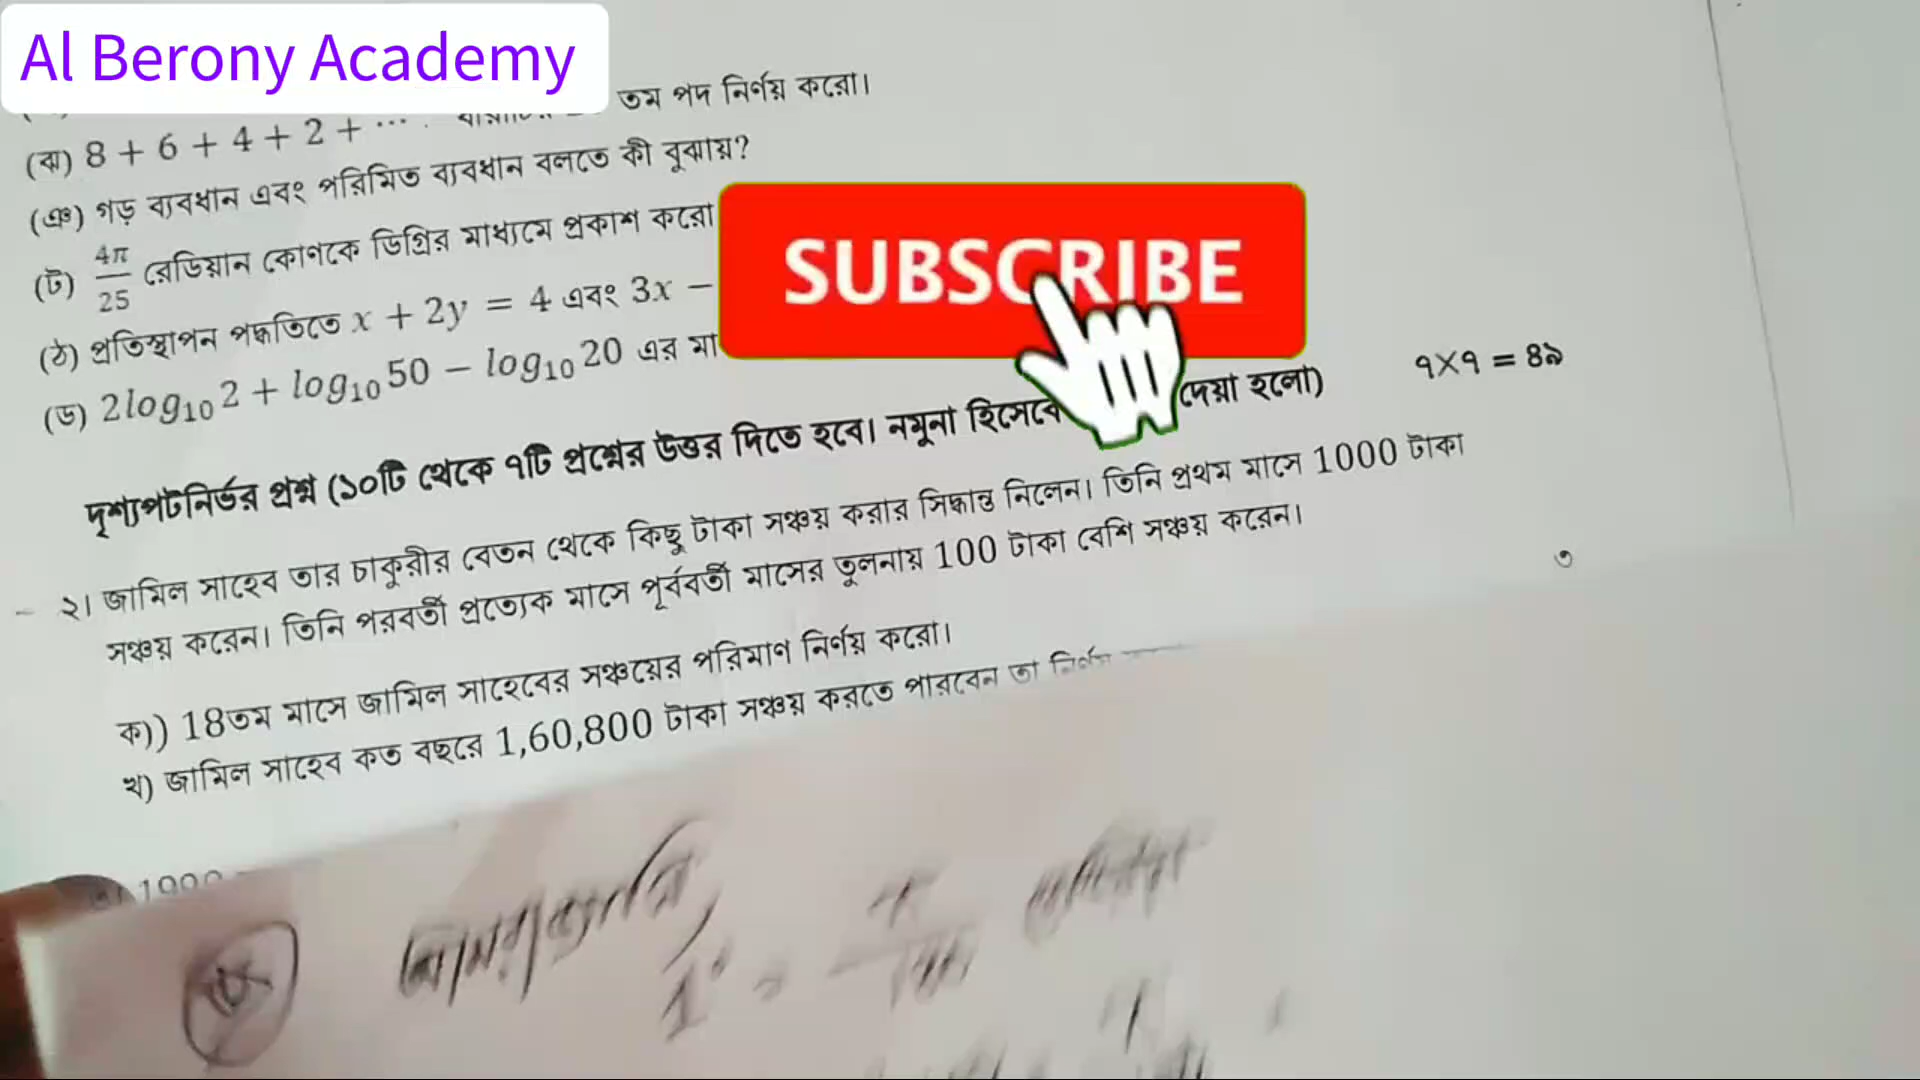 Al Berony Academy
তম পদ নির্ণয় করো।
(ঝ) 8 + 6 + 4 + 2 + ⋯
(ঞ) গড় ব্যবধান এবং পরিমিত ব্যবধান বলতে কী বুঝায়?
(ট) 4π/25 রেডিয়ান কোণকে ডিগ্রির মাধ্যমে প্রকাশ করো
(ঠ) প্রতিস্থাপন পদ্ধতিতে x + 2y = 4 এবং 3x −
(ড) 2log₁₀2 + log₁₀50 − log₁₀20 এর
SUBSCRIBE
দৃশ্যপটনির্ভর প্রশ্ন (১০টি থেকে ৭টি প্রশ্নের উত্তর দিতে হবে। নমুনা হিসেবে দেয়া হলো) ৭X৭ = ৪৯
২। জামিল সাহেব তার চাকুরীর বেতন থেকে কিছু টাকা সঞ্চয় করার সিদ্ধান্ত নিলেন। তিনি প্রথম মাসে 1000 টাকা
সঞ্চয় করেন। তিনি পরবর্তী প্রত্যেক মাসে পূর্ববর্তী মাসের তুলনায় 100 টাকা বেশি সঞ্চয় করেন।
ক)) 18তম মাসে জামিল সাহেবের সঞ্চয়ের পরিমাণ নির্ণয় করো। ৩
খ) জামিল সাহেব কত বছরে 1,60,800 টাকা সঞ্চয় করতে পারবেন তা নির্ণয়